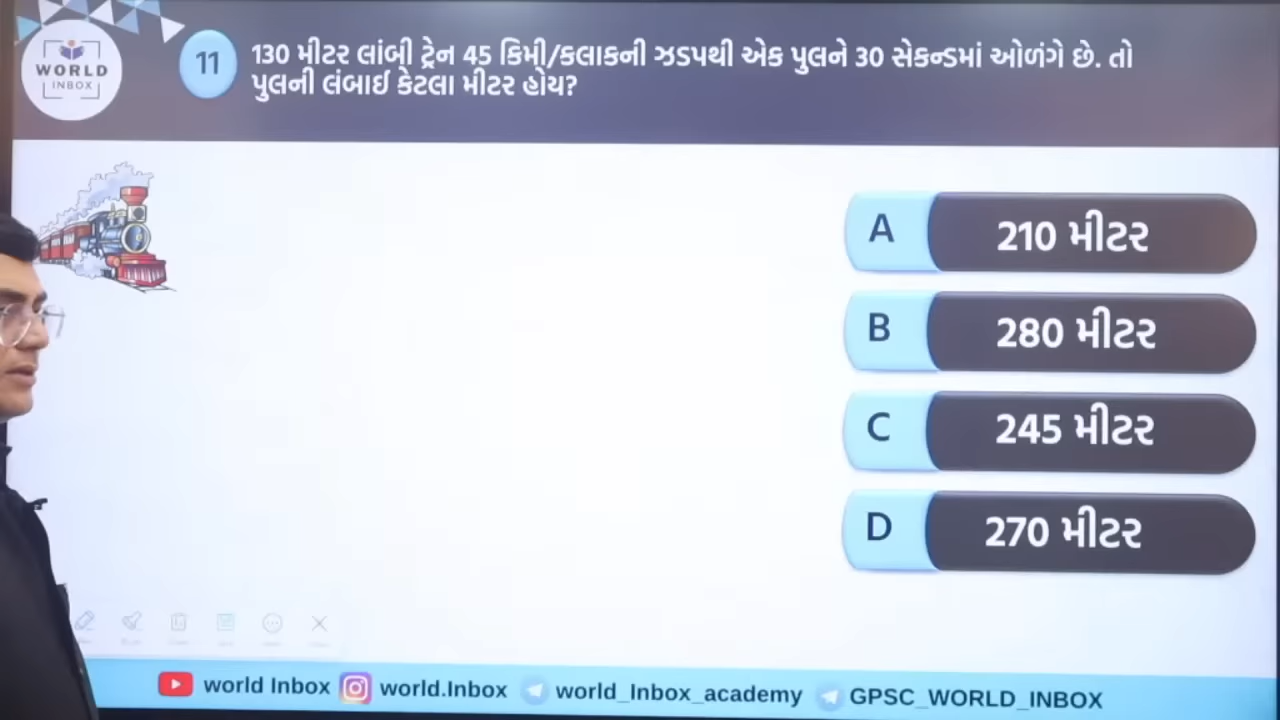 WORLD
INBOX
11
130 મીટર લાંબી ટ્રેન 45 કિમી/કલાકની ઝડપથી એક પુલને 30 સેકન્ડમાં ઓળંગે છે. તો
પુલની લંબાઈ કેટલા મીટર હોય?
A 210 મીટર
B 280 મીટર
C 245 મીટર
D 270 મીટર
world Inbox world.Inbox world_Inbox_academy GPSC_WORLD_INBOX